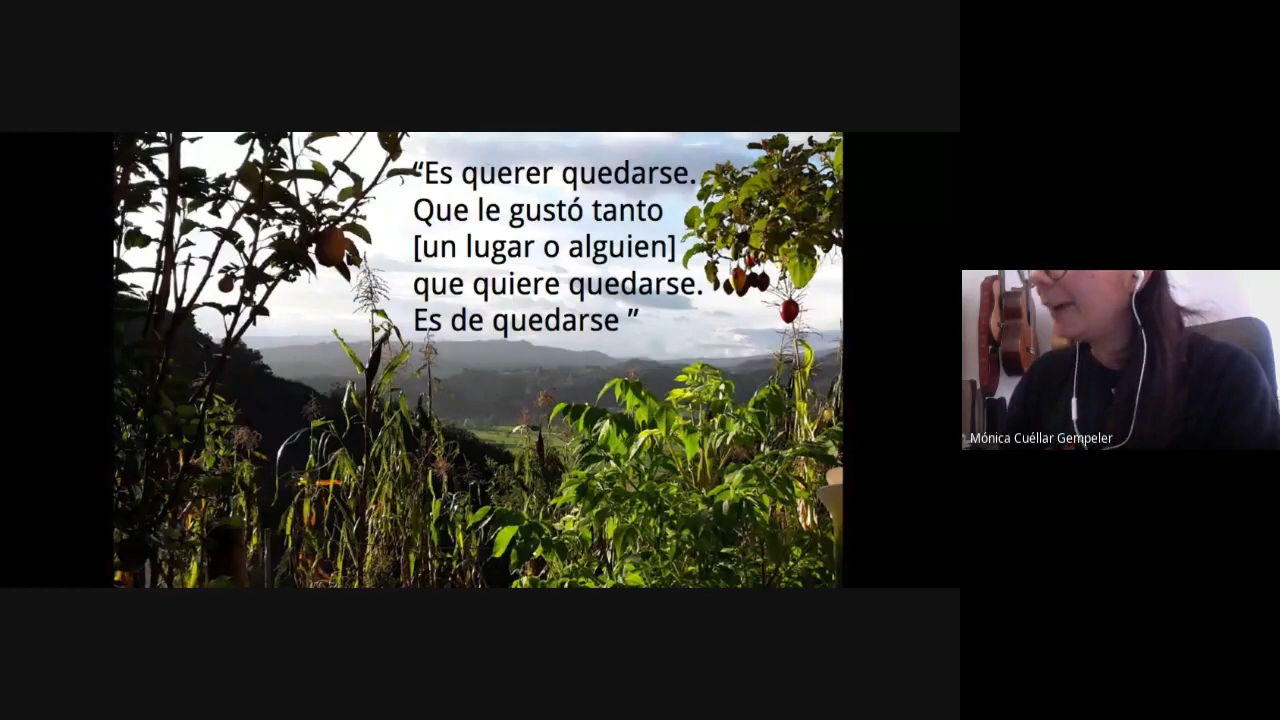 “Es querer quedarse.
Que le gustó tanto
[un lugar o alguien]
que quiere quedarse.
Es de quedarse ”
Mónica Cuéllar Gempeler